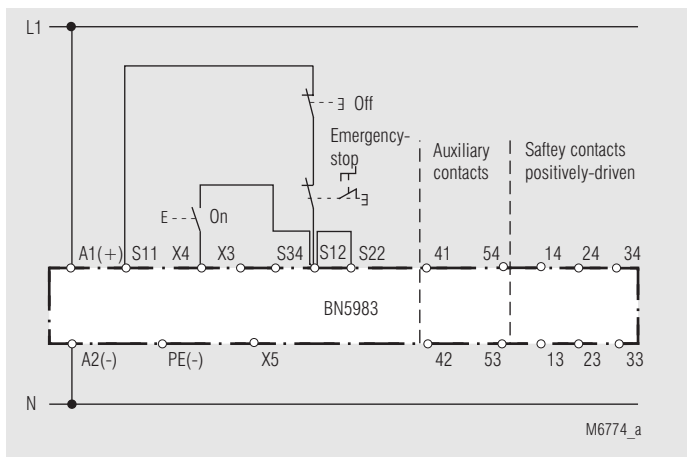 L1
Off
Emergency-
stop
Auxiliary
contacts
Saftey contacts
positively-driven
On
A1(+) S11 X4 X3 S34 S12 S22 41 54 14 24 34
BN5983
A2(-) PE(-) X5 42 53 13 23 33
N
M6774_a